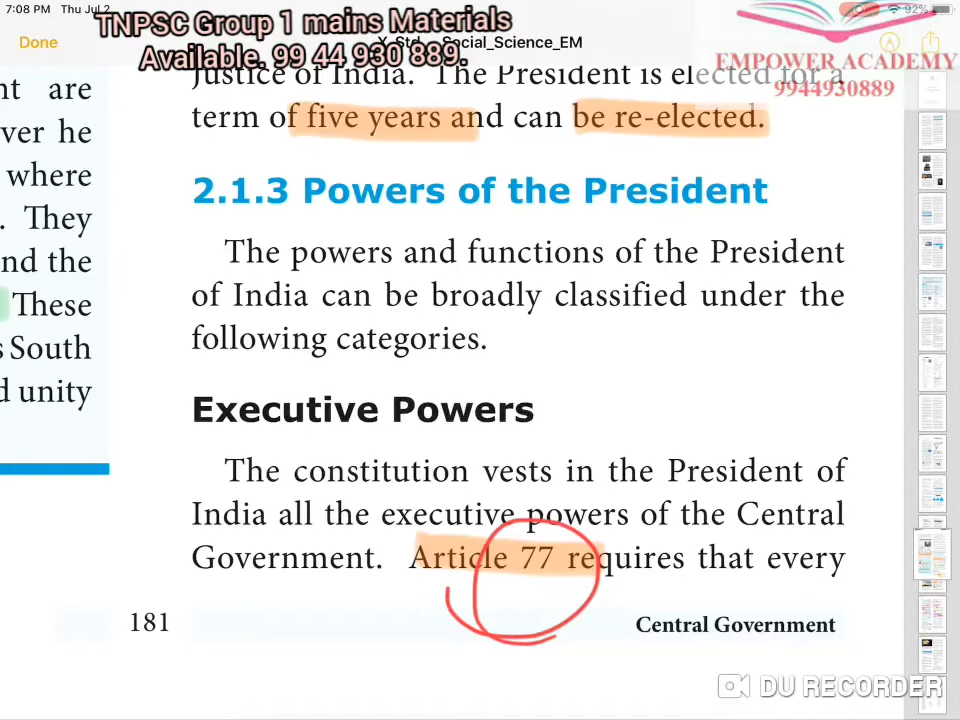 7:08 PM Thu Jul 2
92%
TNPSC Group 1 mains Materials
Available. 99 44 930 889.
Done
X_Std_ Social_Science_EM
EMPOWER ACADEMY
9944930889
nt are
ver he
where
. They
nd the
These
s South
d unity
Justice of India. The President is elected for a
term of five years and can be re-elected.
2.1.3 Powers of the President
The powers and functions of the President
of India can be broadly classified under the
following categories.
Executive Powers
The constitution vests in the President of
India all the executive powers of the Central
Government. Article 77 requires that every
181
Central Government
DU RECORDER